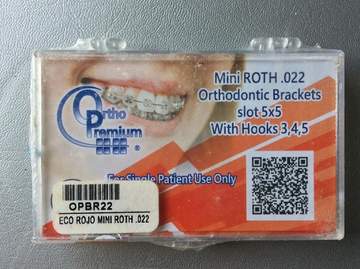 Mini ROTH .022
Orthodontic Brackets
slot 5x5
With Hooks 3,4,5
Ortho
Premium
®
For Single Patient Use Only
OPBR22
ECO ROJO MINI ROTH .022